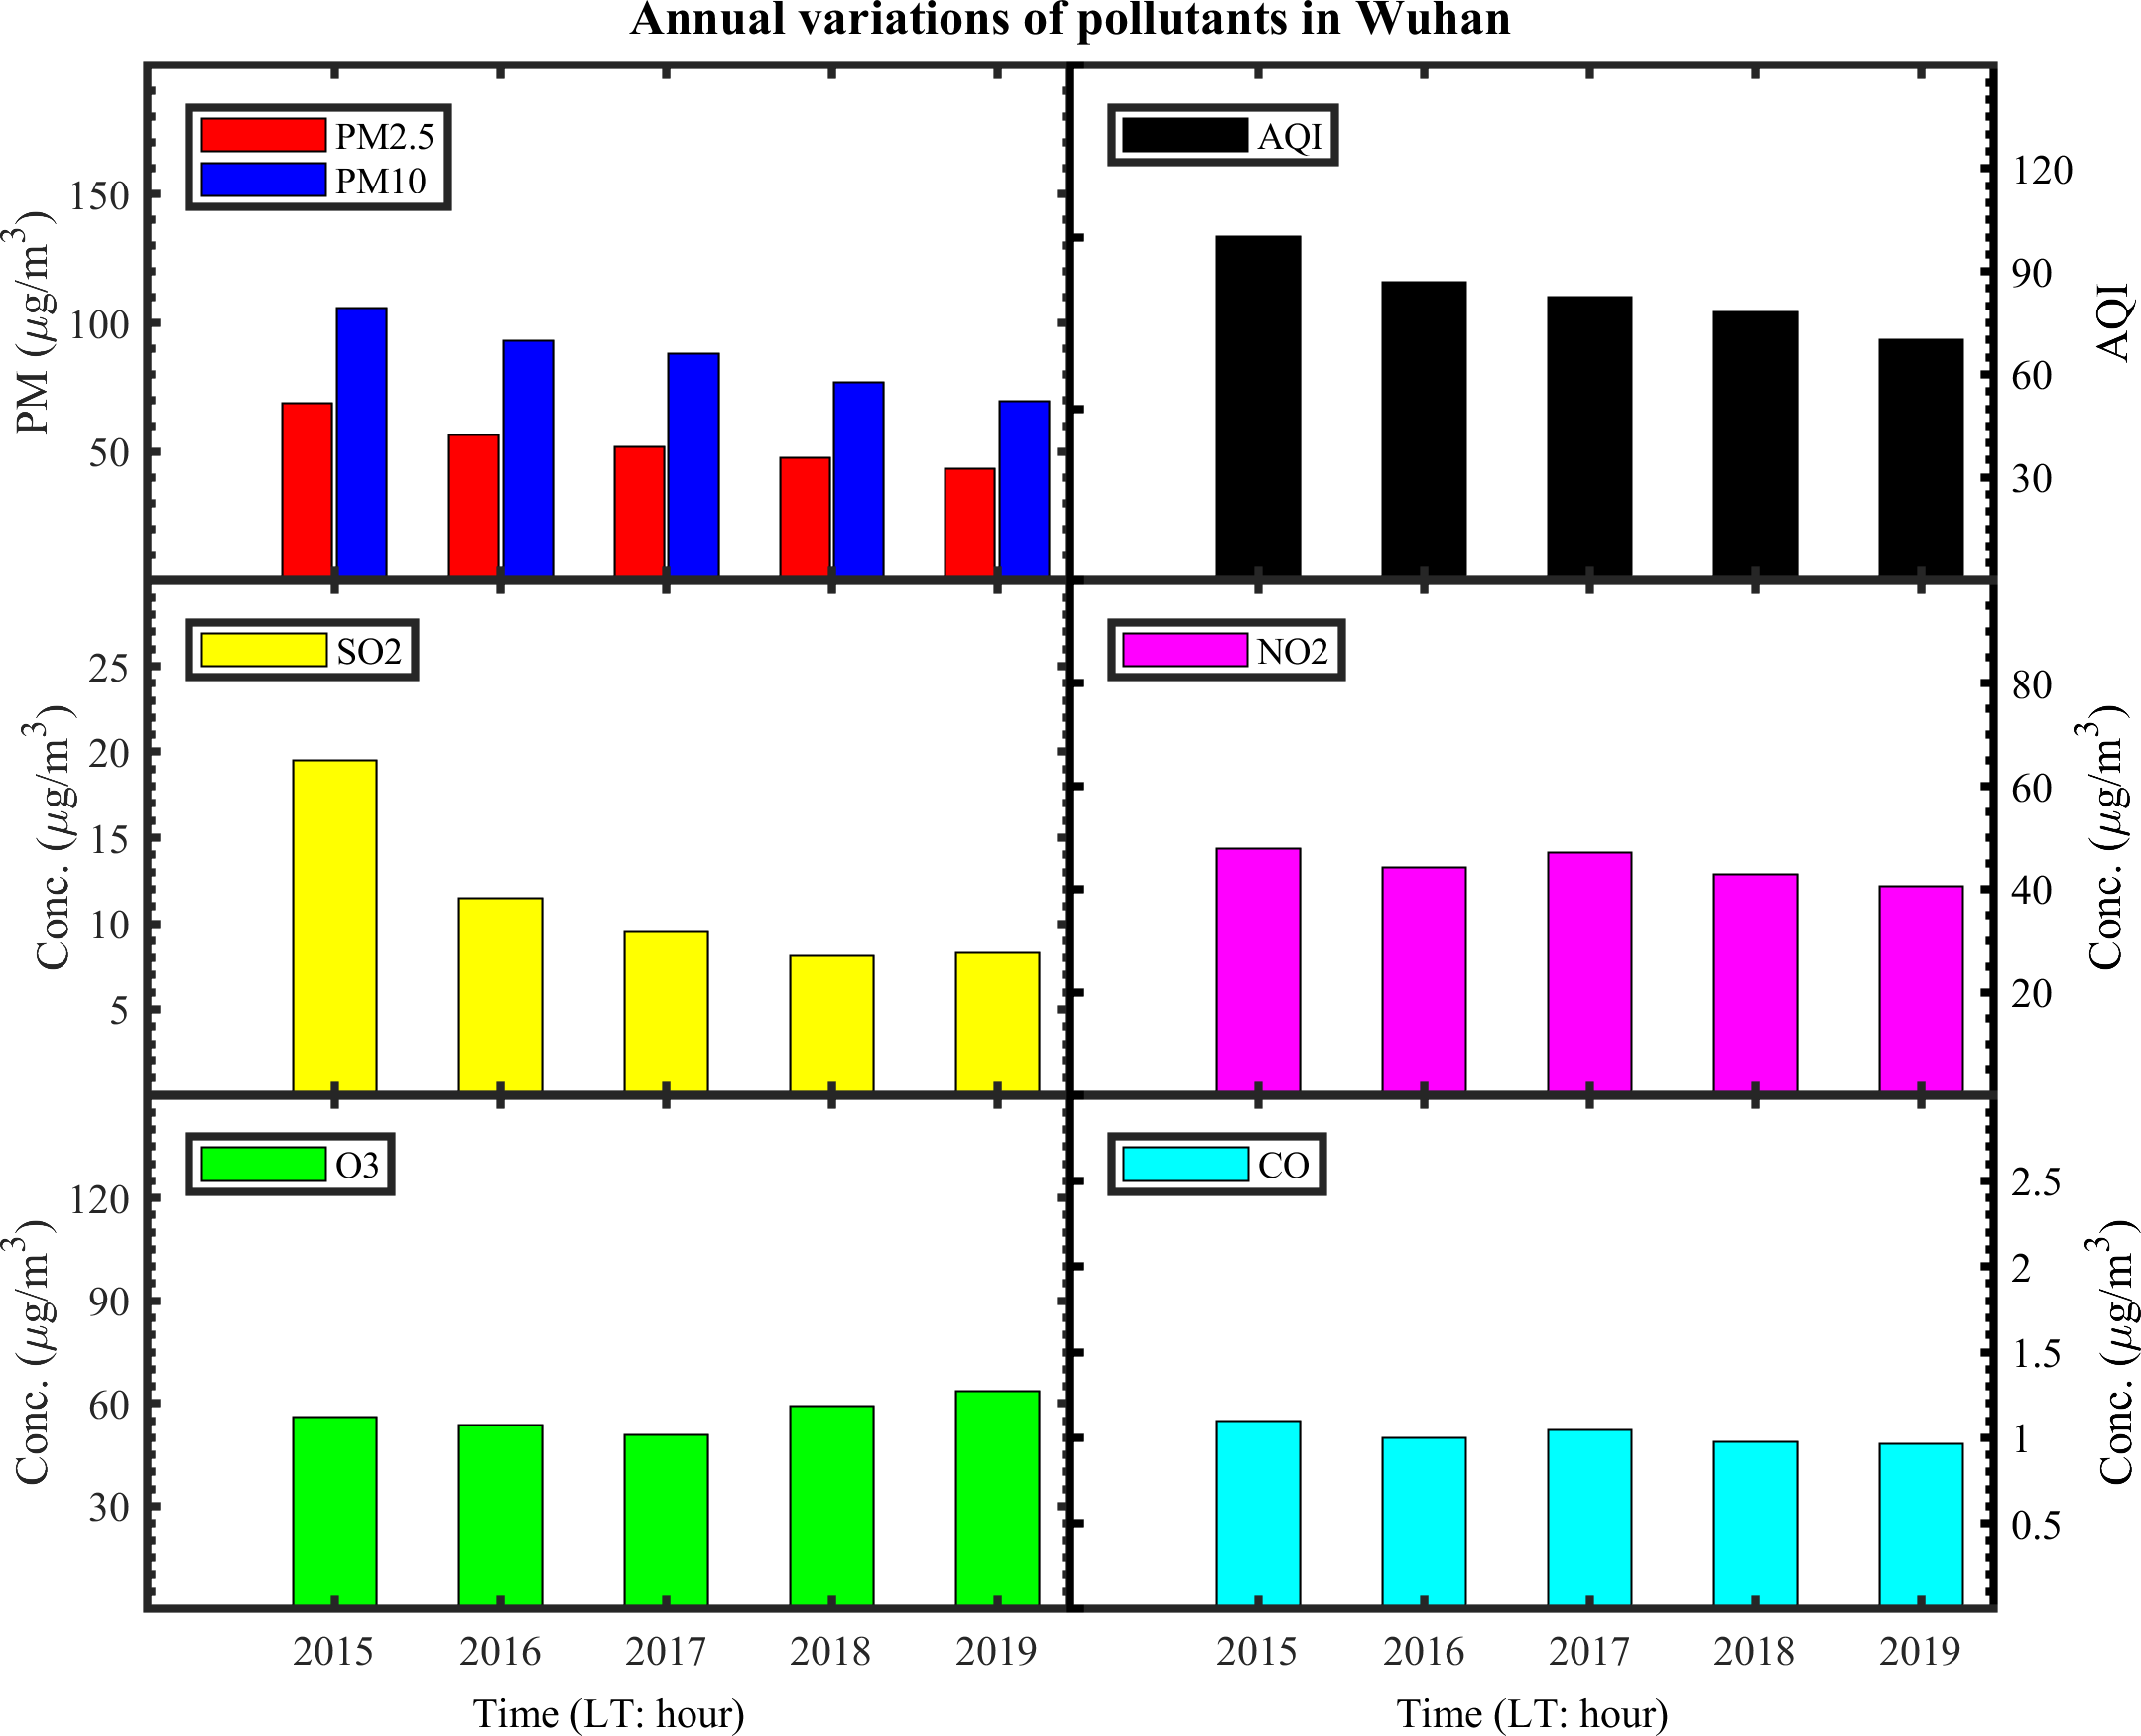 Annual variations of pollutants in Wuhan
PM2.5
PM10
150
100
50
PM (μg/m³)
AQI
120
90
60
30
AQI
SO2
25
20
15
10
5
Conc. (μg/m³)
NO2
80
60
40
20
Conc. (μg/m³)
O3
120
90
60
30
Conc. (μg/m³)
2015 2016 2017 2018 2019
Time (LT: hour)
CO
2.5
2
1.5
1
0.5
Conc. (μg/m³)
2015 2016 2017 2018 2019
Time (LT: hour)